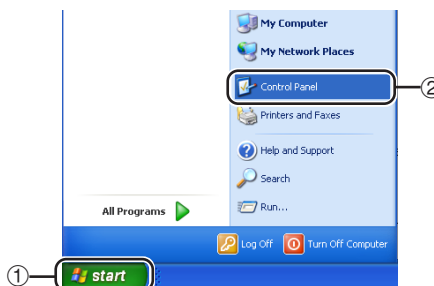 My Computer
My Network Places
Control Panel
②
Printers and Faxes
Help and Support
Search
All Programs
Run...
Log Off
Turn Off Computer
①
start